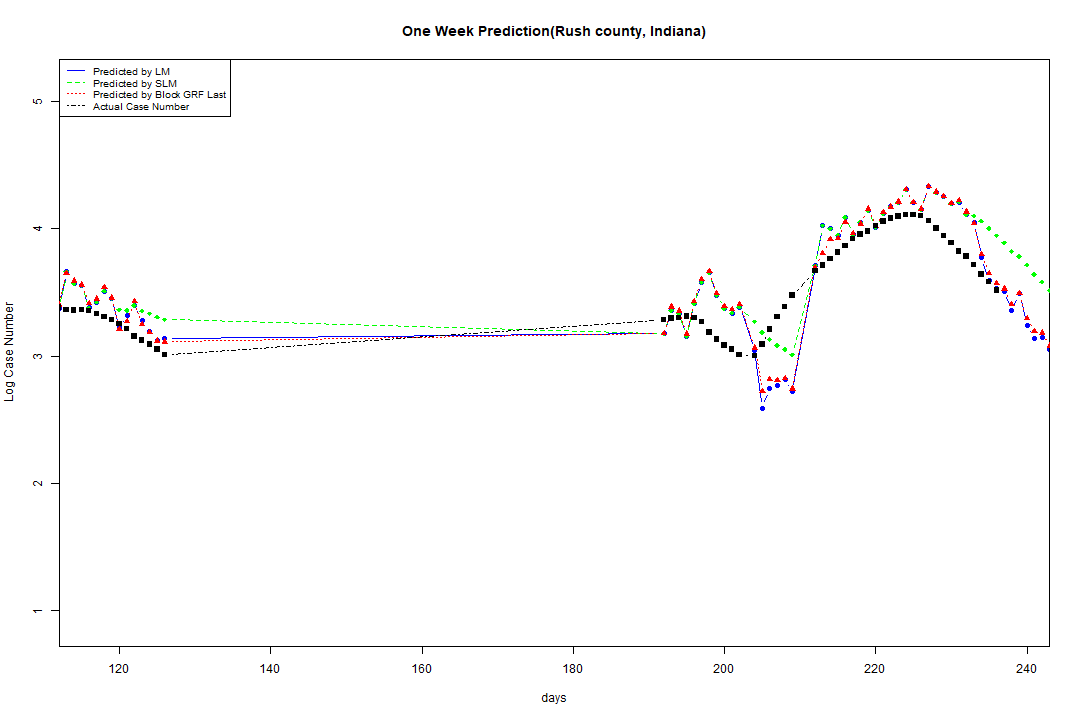 One Week Prediction(Rush county, Indiana)
Predicted by LM
Predicted by SLM
Predicted by Block GRF Last
Actual Case Number
5
4
3
2
1
Log Case Number
120 140 160 180 200 220 240
days